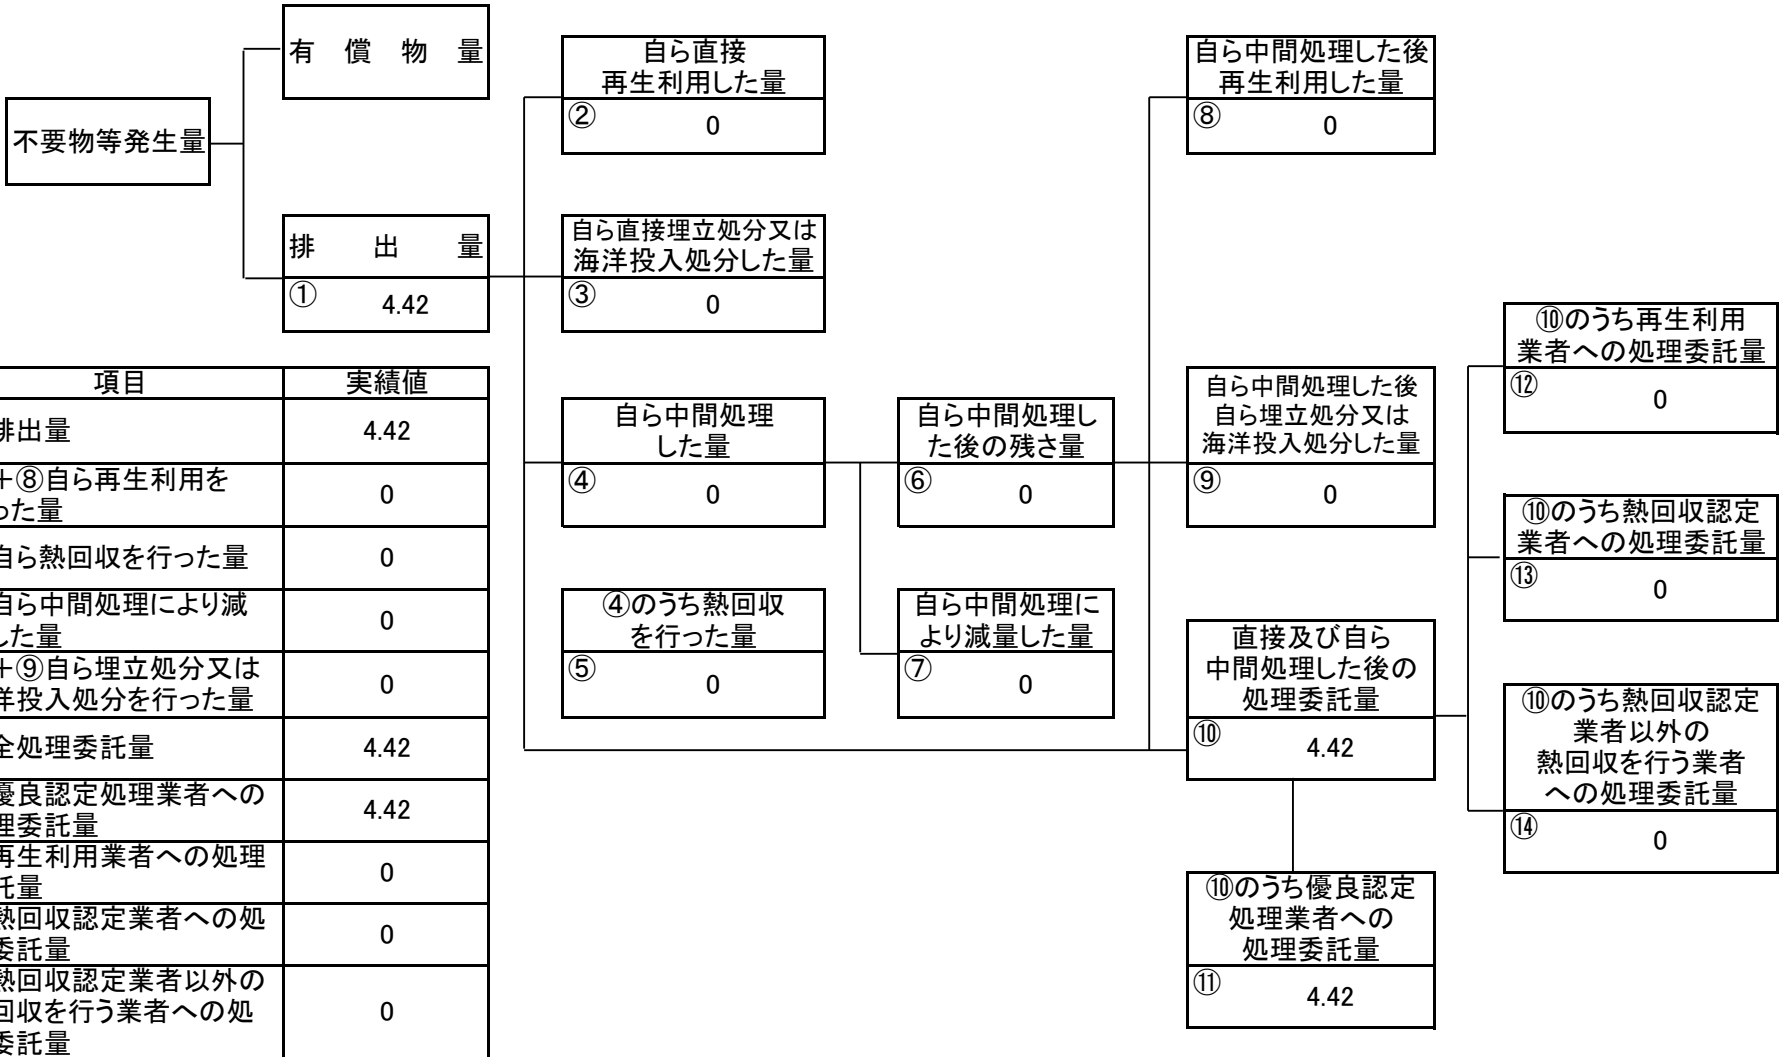 有償物量
不要物等発生量
排出量
①
4.42
自ら直接
再生利用した量
②
0
自ら直接埋立処分又は
海洋投入処分した量
③
0
自ら中間処理
した量
④
0
④のうち熱回収
を行った量
⑤
0
自ら中間処理し
た後の残さ量
⑥
0
自ら中間処理に
より減量した量
⑦
0
自ら中間処理した後
再生利用した量
⑧
0
自ら中間処理した後
自ら埋立処分又は
海洋投入処分した量
⑨
0
直接及び自ら
中間処理した後の
処理委託量
⑩
4.42
⑩のうち優良認定
処理業者への
処理委託量
⑪
4.42
⑩のうち再生利用
業者への処理委託量
⑫
0
⑩のうち熱回収認定
業者への処理委託量
⑬
0
⑩のうち熱回収認定
業者以外の
熱回収を行う業者
への処理委託量
⑭
0
項目
実績値
排出量
4.42
+⑧自ら再生利用を
った量
0
自ら熱回収を行った量
0
自ら中間処理により減
した量
0
+⑨自ら埋立処分又は
洋投入処分を行った量
0
全処理委託量
4.42
優良認定処理業者への
理委託量
4.42
再生利用業者への処理
託量
0
熱回収認定業者への処
委託量
0
熱回収認定業者以外の
回収を行う業者への処
委託量
0